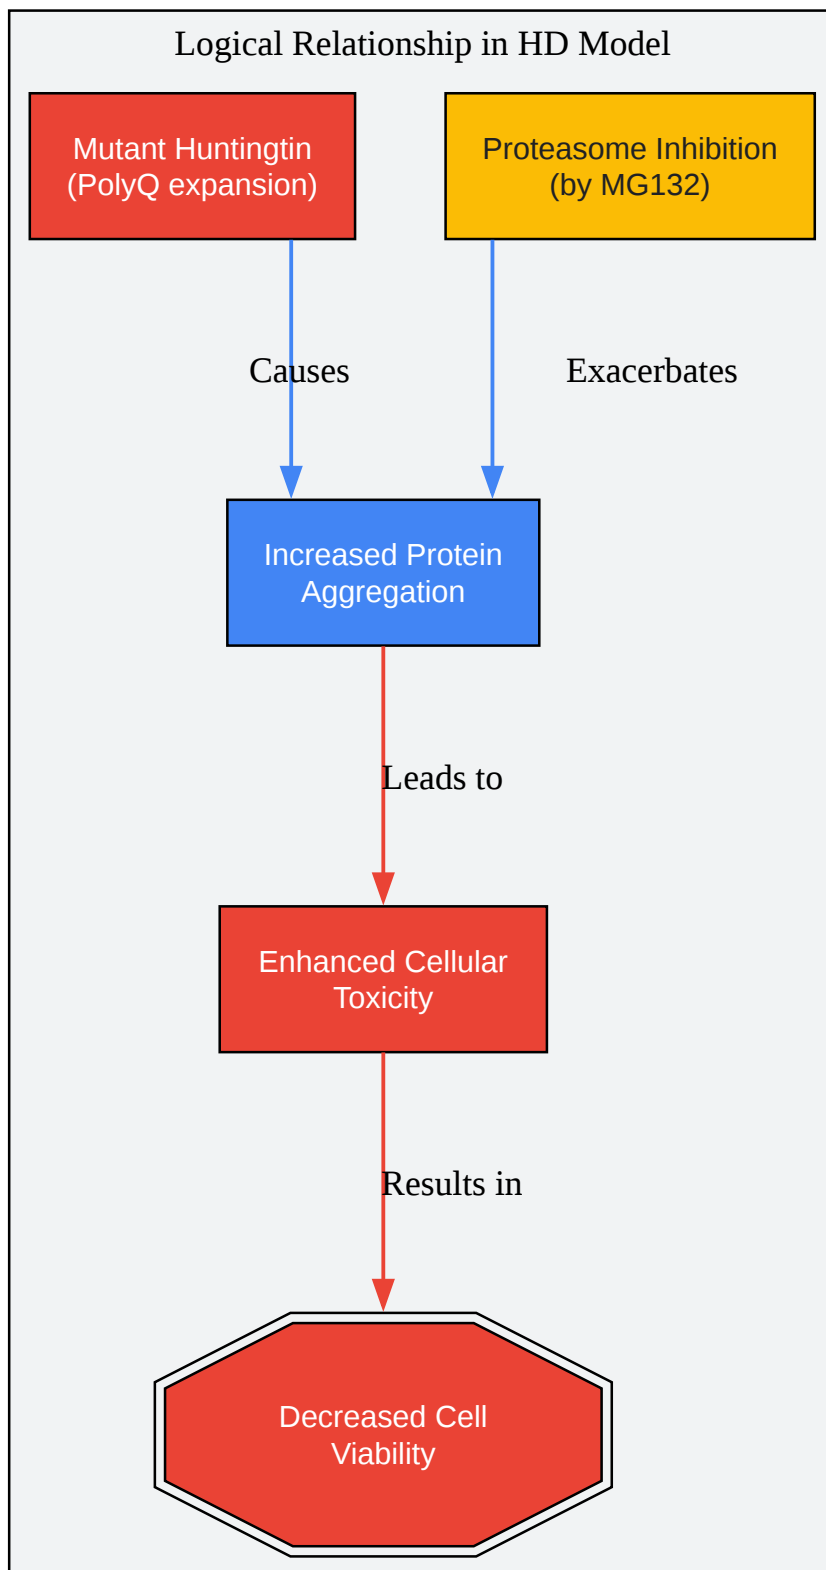 Logical Relationship in HD Model
Mutant Huntingtin
(PolyQ expansion)
Proteasome Inhibition
(by MG132)
Causes
Exacerbates
Increased Protein
Aggregation
Leads to
Enhanced Cellular
Toxicity
Results in
Decreased Cell
Viability